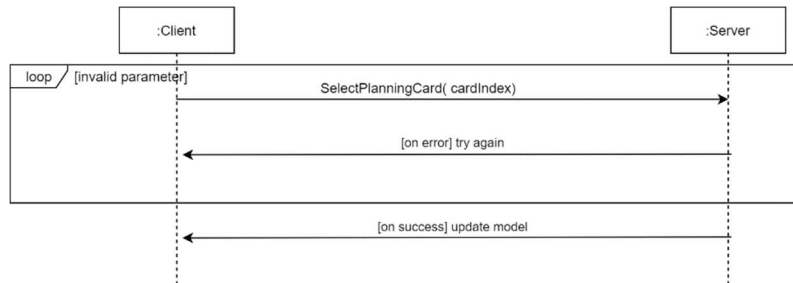 :Client
:Server
loop
[invalid parameter]
SelectPlanningCard( cardIndex)
[on error] try again
[on success] update model